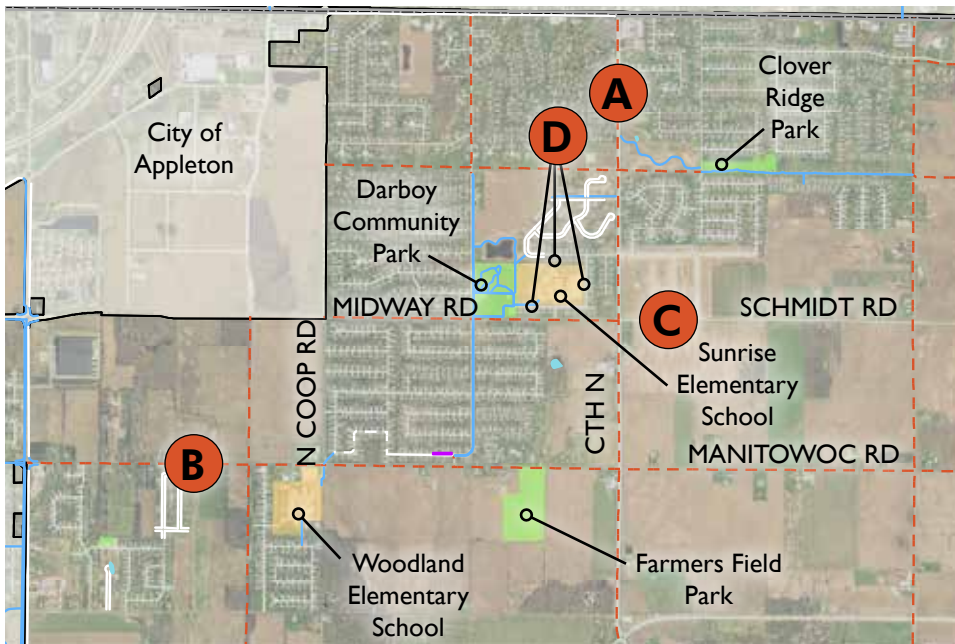 A
Clover
Ridge
Park
City of
Appleton
D
Darboy
Community
Park
MIDWAY RD
SCHMIDT RD
C
Sunrise
Elementary
School
N COOP RD
CTH N
B
MANITOWOC RD
Woodland
Elementary
School
Farmers Field
Park